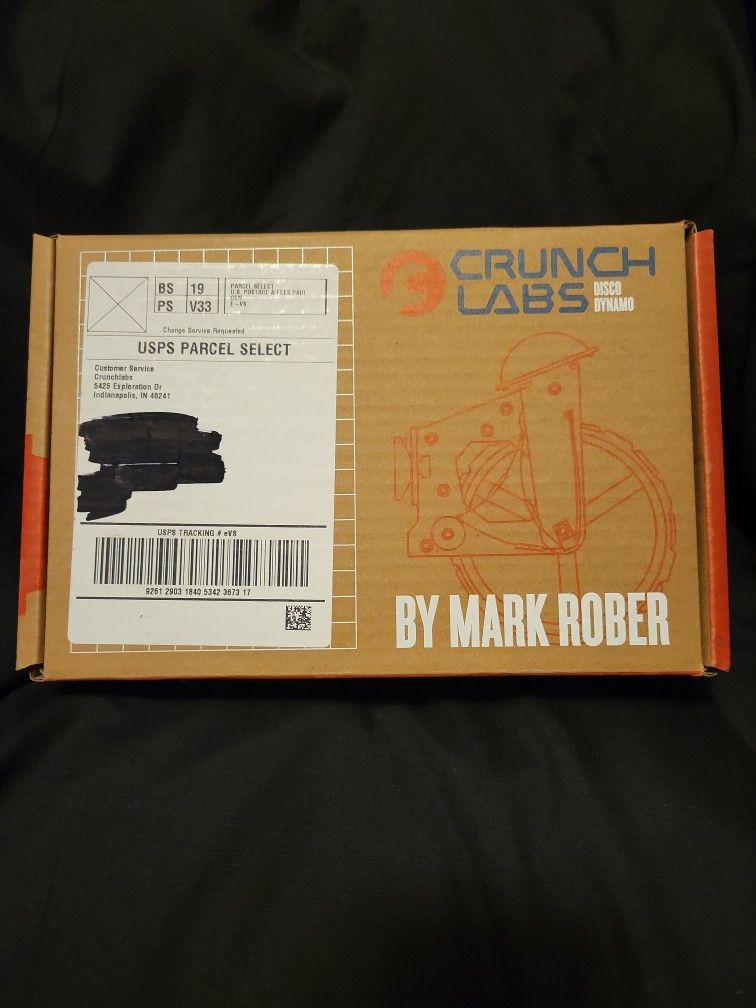 BS 19
PS V33
PARCEL SELECT
U.S. POSTAGE & FEES PAID
OSM
E-VS
Change Service Requested
USPS PARCEL SELECT
Customer Service
Crunchlabs
5425 Exploration Dr
Indianapolis, IN 46241
USPS TRACKING # eVS
9261 2903 1840 5342 3673 17
CRUNCH
LABS
DISCO
DYNAMO
BY MARK ROBER